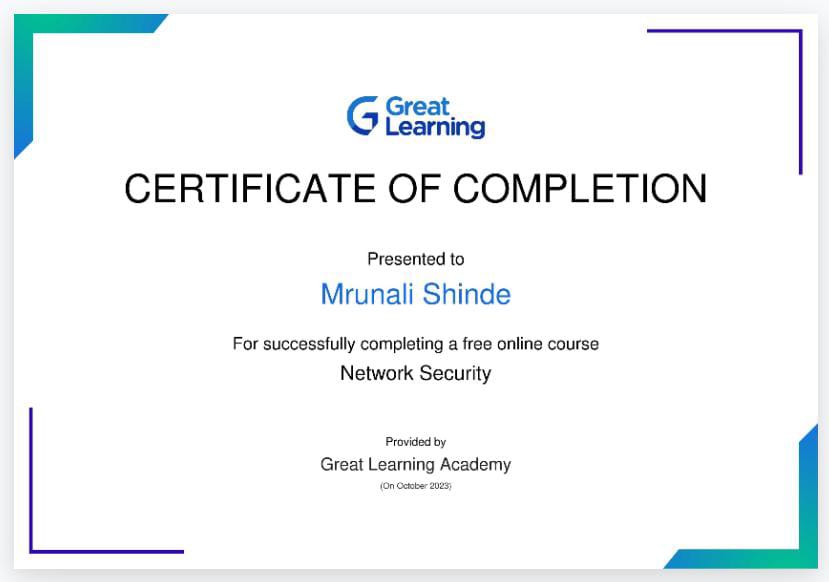 Great
Learning
CERTIFICATE OF COMPLETION
Presented to
Mrunali Shinde
For successfully completing a free online course
Network Security
Provided by
Great Learning Academy
(On October 2023)